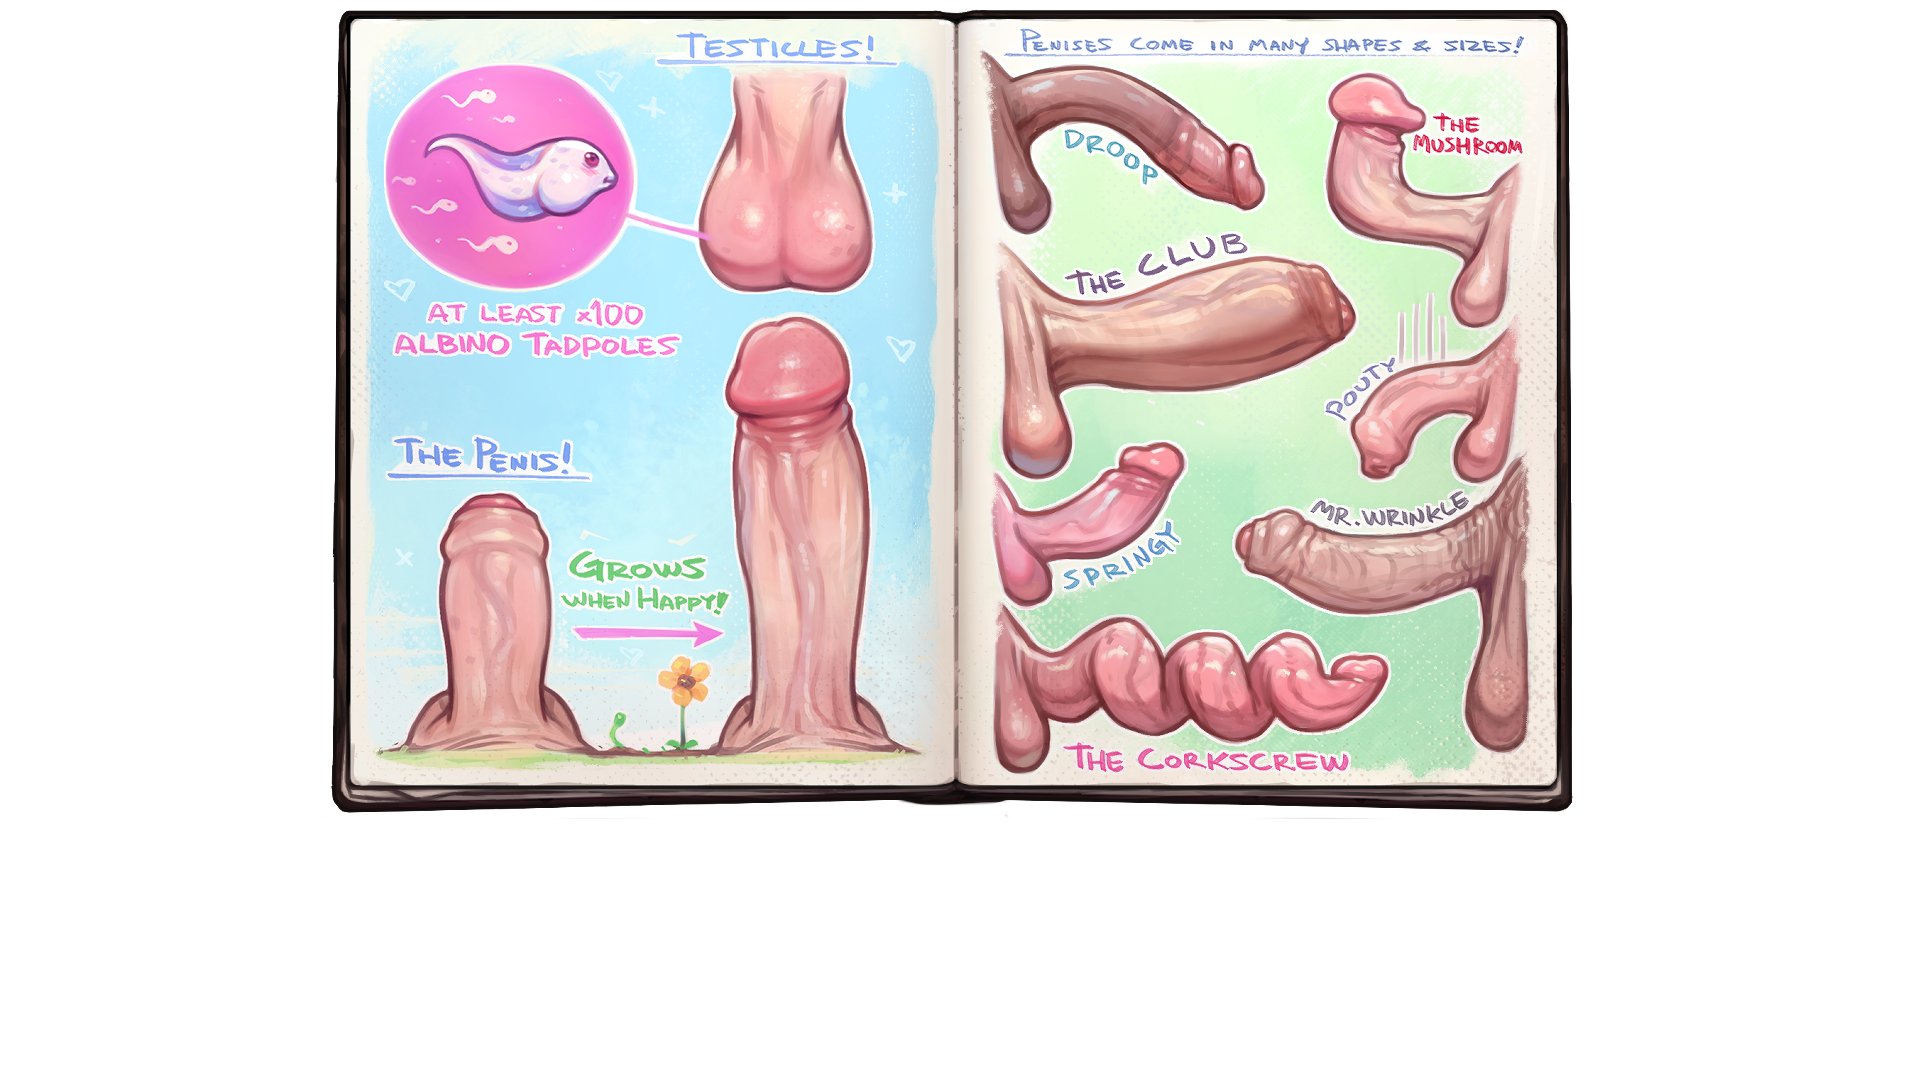 TESTICLES!
AT LEAST x100
ALBINO TADPOLES
THE PENIS!
GROWS
WHEN HAPPY!
PENISES COME IN MANY SHAPES & SIZES!
DROOP
THE
MUSHROOM
THE CLUB
POUTY
SPRINGY
MR. WRINKLE
THE CORKSCREW